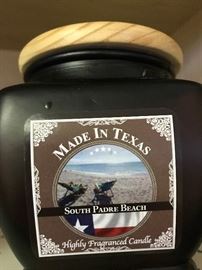 Made In Texas
South Padre Beach
Highly Fragranced Candle